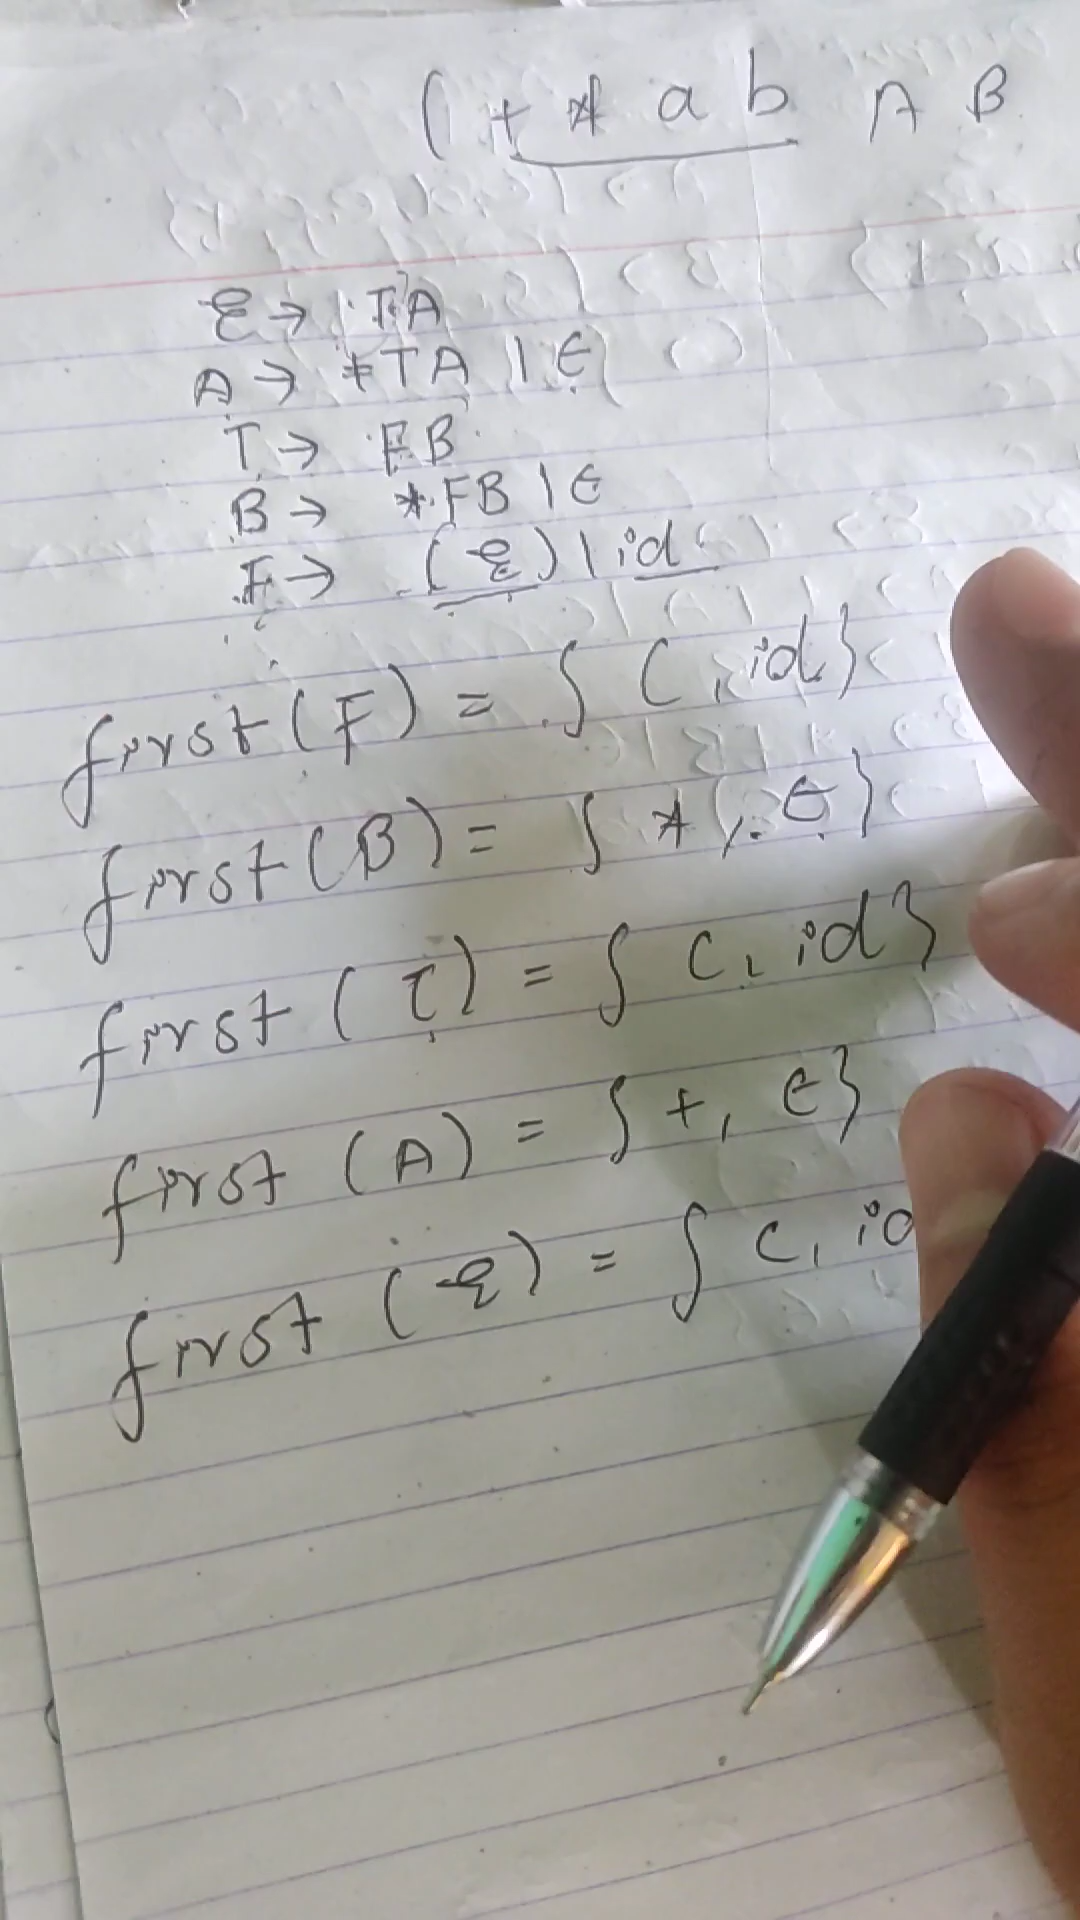 ( + * a b A B
E → TA
A → +TA | ϵ
T → FB
B → *FB | ϵ
F → (E) | id
first(F) = { (, id}
first(B) = { *, ϵ}
first(T) = { (, id}
first(A) = { +, ϵ}
first(E) = { (, id